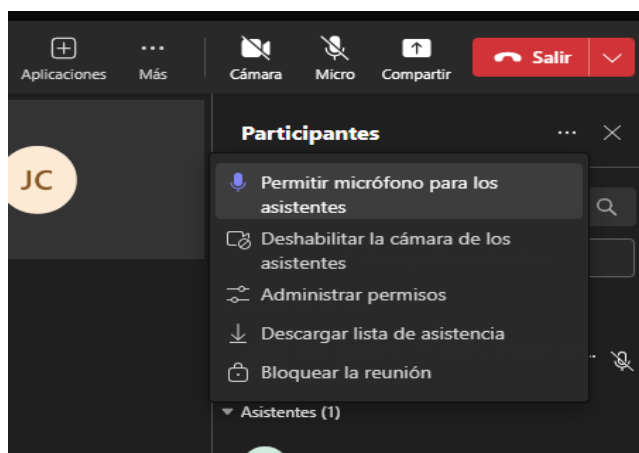 Aplicaciones Más Cámara Micro Compartir Salir
Participantes
JC
Permitir micrófono para los
asistentes
Deshabilitar la cámara de los
asistentes
Administrar permisos
Descargar lista de asistencia
Bloquear la reunión
Asistentes (1)